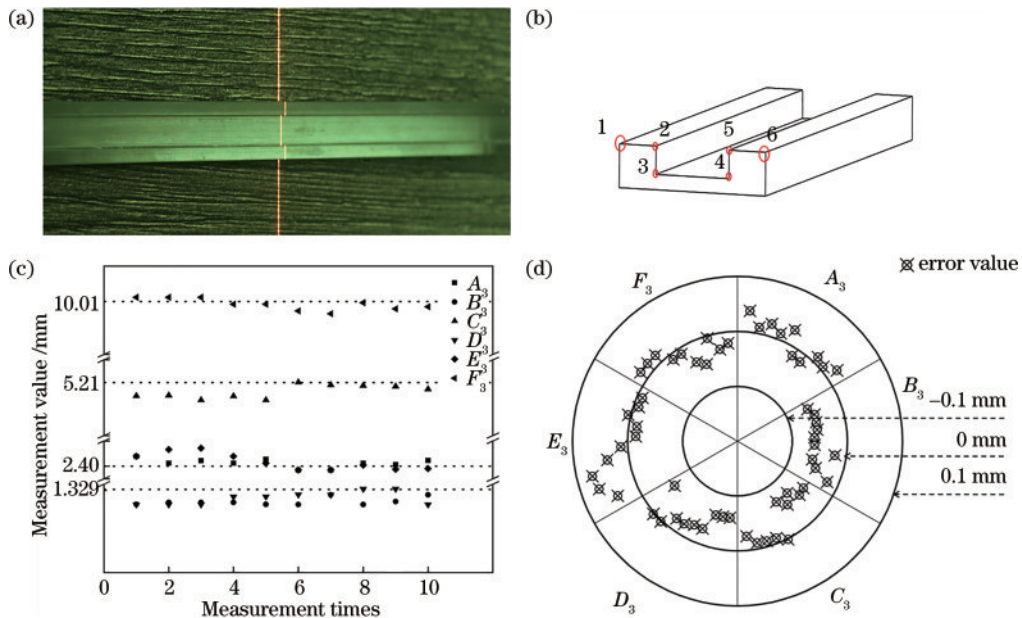 (a)
(b)
1
2
5
6
3
4
(c)
Measurement value /mm
10.01
5.21
2.40
1.329
A₃
B₃
C₃
D₃
E₃
F₃
0 2 4 6 8 10
Measurement times
(d)
error value
F₃
A₃
B₃
E₃
D₃
C₃
–0.1 mm
0 mm
0.1 mm